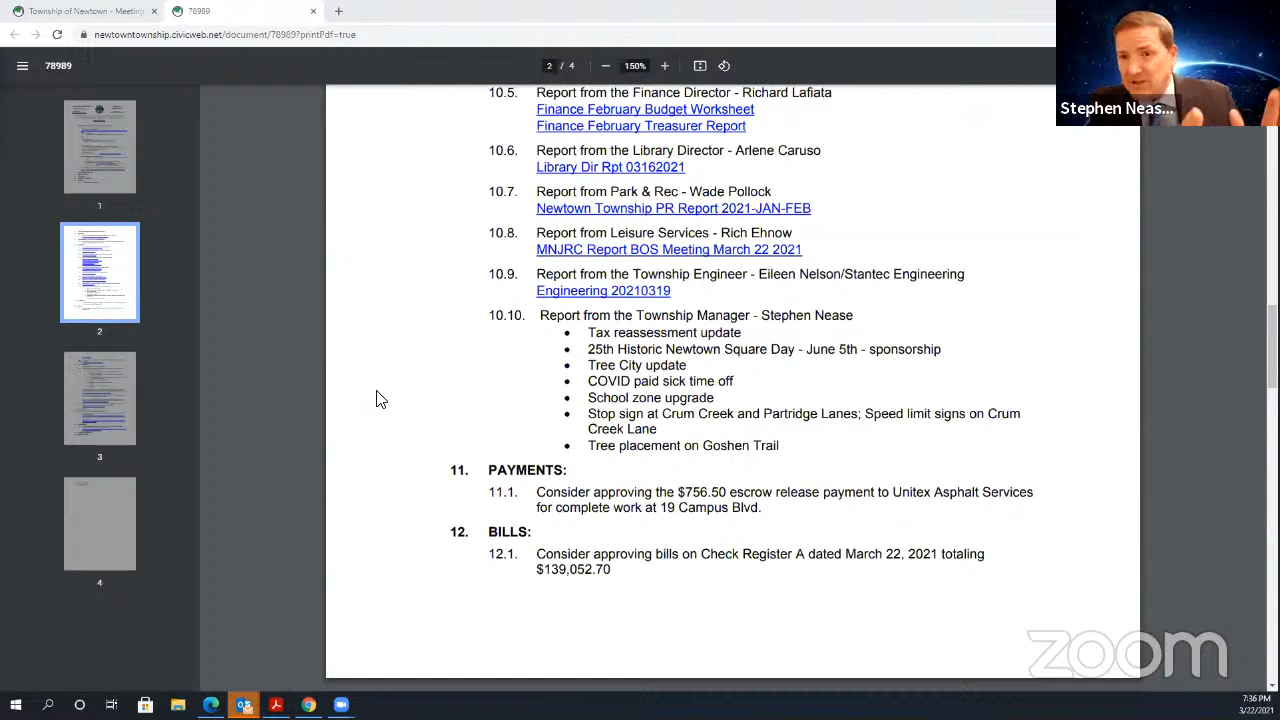 Township of Newtown - Meeting
78989
newtowntownship.civicweb.net/document/78989?printPdf=true
78989
2 / 4
150%
Stephen Neas...
10.5. Report from the Finance Director - Richard Lafiata
Finance February Budget Worksheet
Finance February Treasurer Report
10.6. Report from the Library Director - Arlene Caruso
Library Dir Rpt 03162021
10.7. Report from Park & Rec - Wade Pollock
Newtown Township PR Report 2021-JAN-FEB
10.8. Report from Leisure Services - Rich Ehnow
MNJRC Report BOS Meeting March 22 2021
10.9. Report from the Township Engineer - Eileen Nelson/Stantec Engineering
Engineering 20210319
10.10. Report from the Township Manager - Stephen Nease
• Tax reassessment update
• 25th Historic Newtown Square Day - June 5th - sponsorship
• Tree City update
• COVID paid sick time off
• School zone upgrade
• Stop sign at Crum Creek and Partridge Lanes; Speed limit signs on Crum
Creek Lane
• Tree placement on Goshen Trail
11. PAYMENTS:
11.1. Consider approving the $756.50 escrow release payment to Unitex Asphalt Services
for complete work at 19 Campus Blvd.
12. BILLS:
12.1. Consider approving bills on Check Register A dated March 22, 2021 totaling
$139,052.70
1
2
3
4
zoom
7:36 PM
3/22/2021